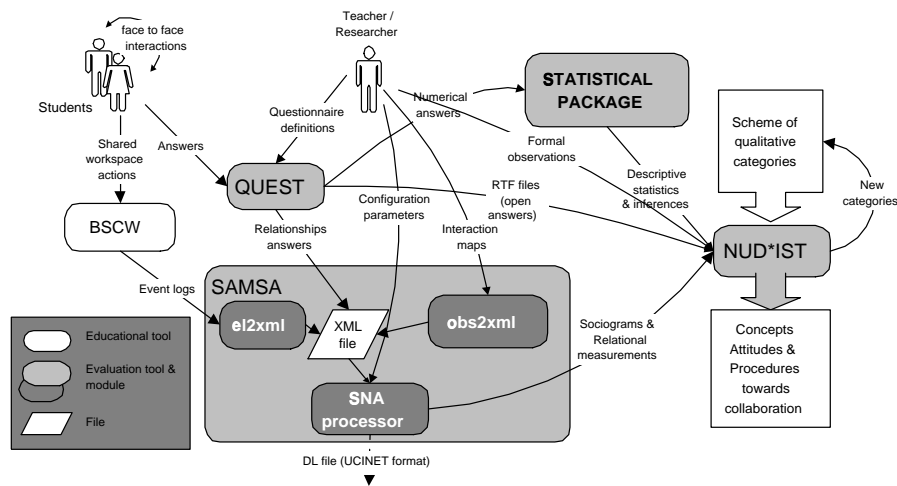 face to face
interactions
Students
Teacher /
Researcher
Shared
workspace
actions
Answers
Questionnaire
definitions
Numerical
answers
STATISTICAL
PACKAGE
Formal
observations
Descriptive
statistics
& inferences
Scheme of
qualitative
categories
New
categories
BSCW
QUEST
Configuration
parameters
RTF files
(open
answers)
Relationships
answers
Interaction
maps
NUD*IST
Event logs
SAMSA
el2xml
XML
file
obs2xml
SNA
processor
Sociograms &
Relational
measurements
Concepts
Attitudes &
Procedures
towards
collaboration
Educational tool
Evaluation tool &
module
File
DL file (UCINET format)